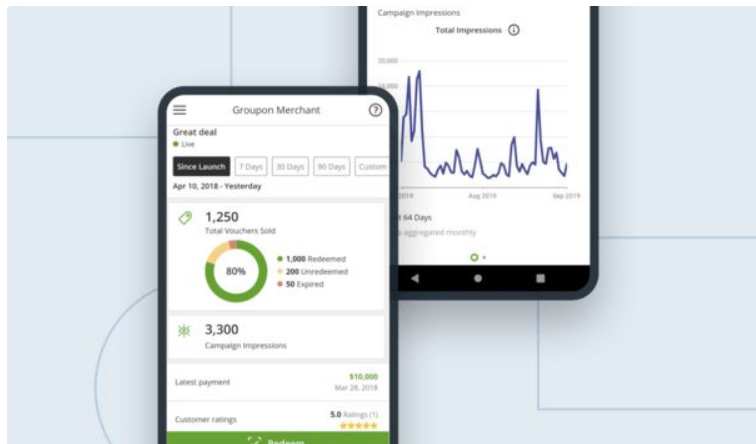 Campaign Impressions
Total Impressions
20,000
15,000
2019
Aug 2019
Sep 2019
64 Days
aggregated monthly
Groupon Merchant
?
Great deal
Live
Since Launch
7 Days
30 Days
90 Days
Custom
Apr 10, 2018 - Yesterday
1,250
Total Vouchers Sold
80%
1,000 Redeemed
200 Unredeemed
50 Expired
3,300
Campaign Impressions
Latest payment
$10,000
Mar 28, 2018
Customer ratings
5.0 Ratings (1)
Redeem